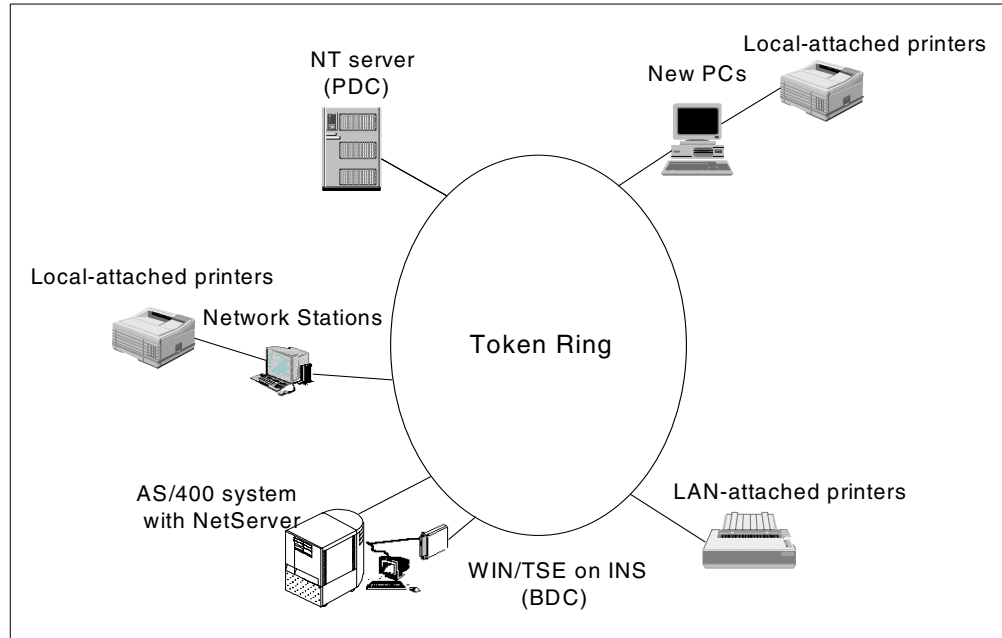 NT server
(PDC)
New PCs
Local-attached printers
Local-attached printers
Network Stations
Token Ring
AS/400 system
with NetServer
WIN/TSE on INS
(BDC)
LAN-attached printers